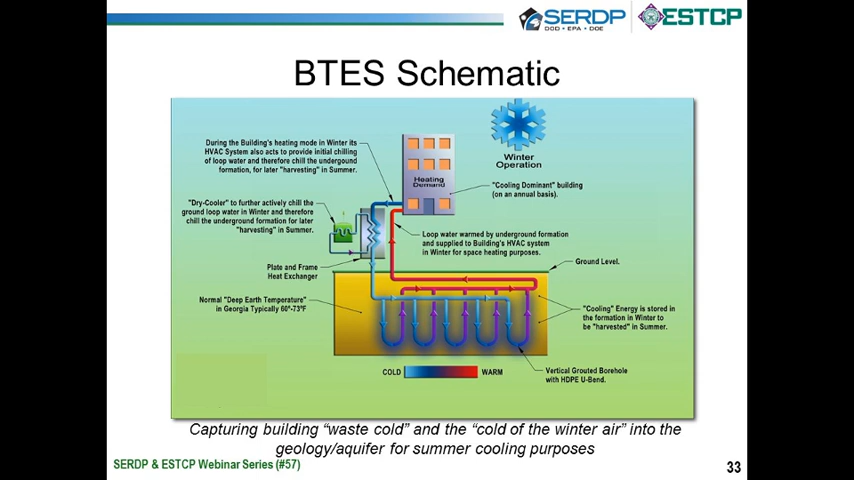 SERDP
DOD • EPA • DOE
ESTCP
BTES Schematic
During the Building's heating mode in Winter its
HVAC System also acts to provide initial chilling
of loop water and therefore chill the underground
formation, for later "harvesting" in Summer.
Winter
Operation
Heating
Demand
"Cooling Dominant" building
(on an annual basis).
"Dry-Cooler" to further actively chill the
ground loop water in Winter and therefore
chill the underground formation for later
"harvesting" in Summer.
Loop water warmed by underground formation
and supplied to Building's HVAC system
in Winter for space heating purposes.
Plate and Frame
Heat Exchanger
Ground Level.
Normal "Deep Earth Temperature"
in Georgia Typically 60°-73°F
"Cooling" Energy is stored in
the formation in Winter to
be "harvested" in Summer.
COLD
WARM
Vertical Grouted Borehole
with HDPE U-Bend.
Capturing building “waste cold” and the “cold of the winter air” into the
geology/aquifer for summer cooling purposes
SERDP & ESTCP Webinar Series (#57)
33